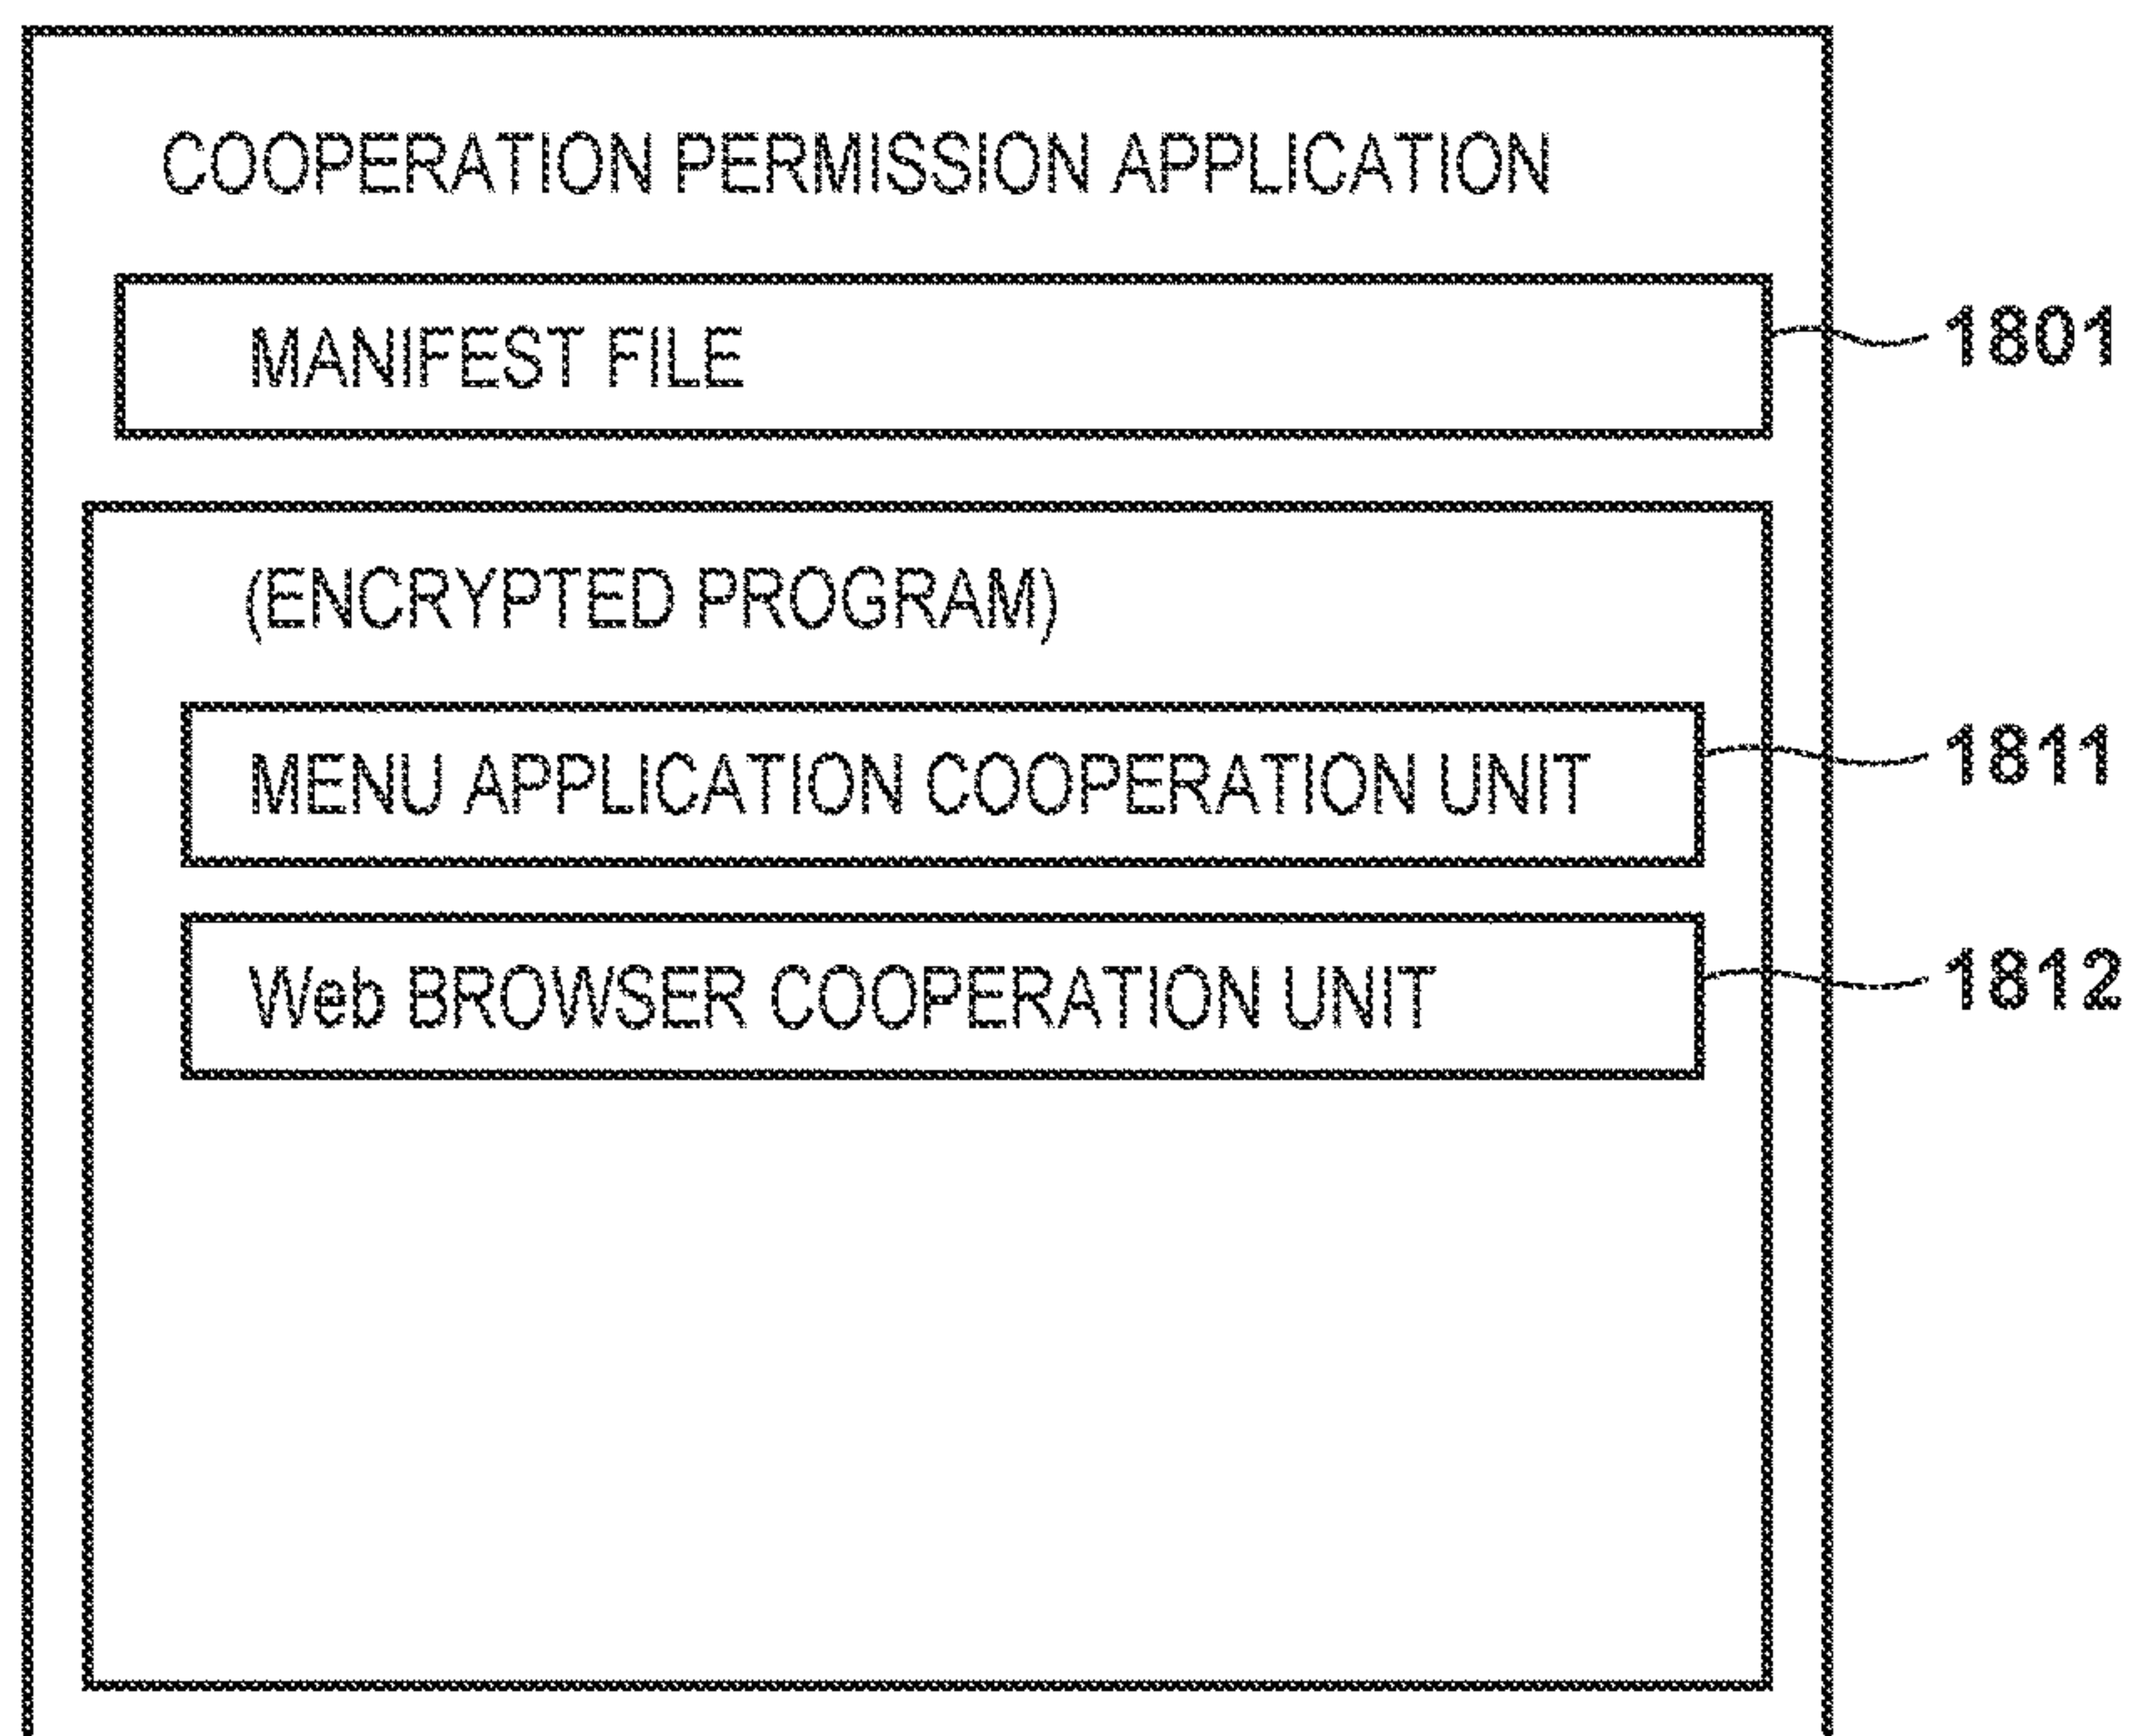 COOPERATION PERMISSION APPLICATION
MANIFEST FILE
1801
(ENCRYPTED PROGRAM)
MENU APPLICATION COOPERATION UNIT
1811
Web BROWSER COOPERATION UNIT
1812